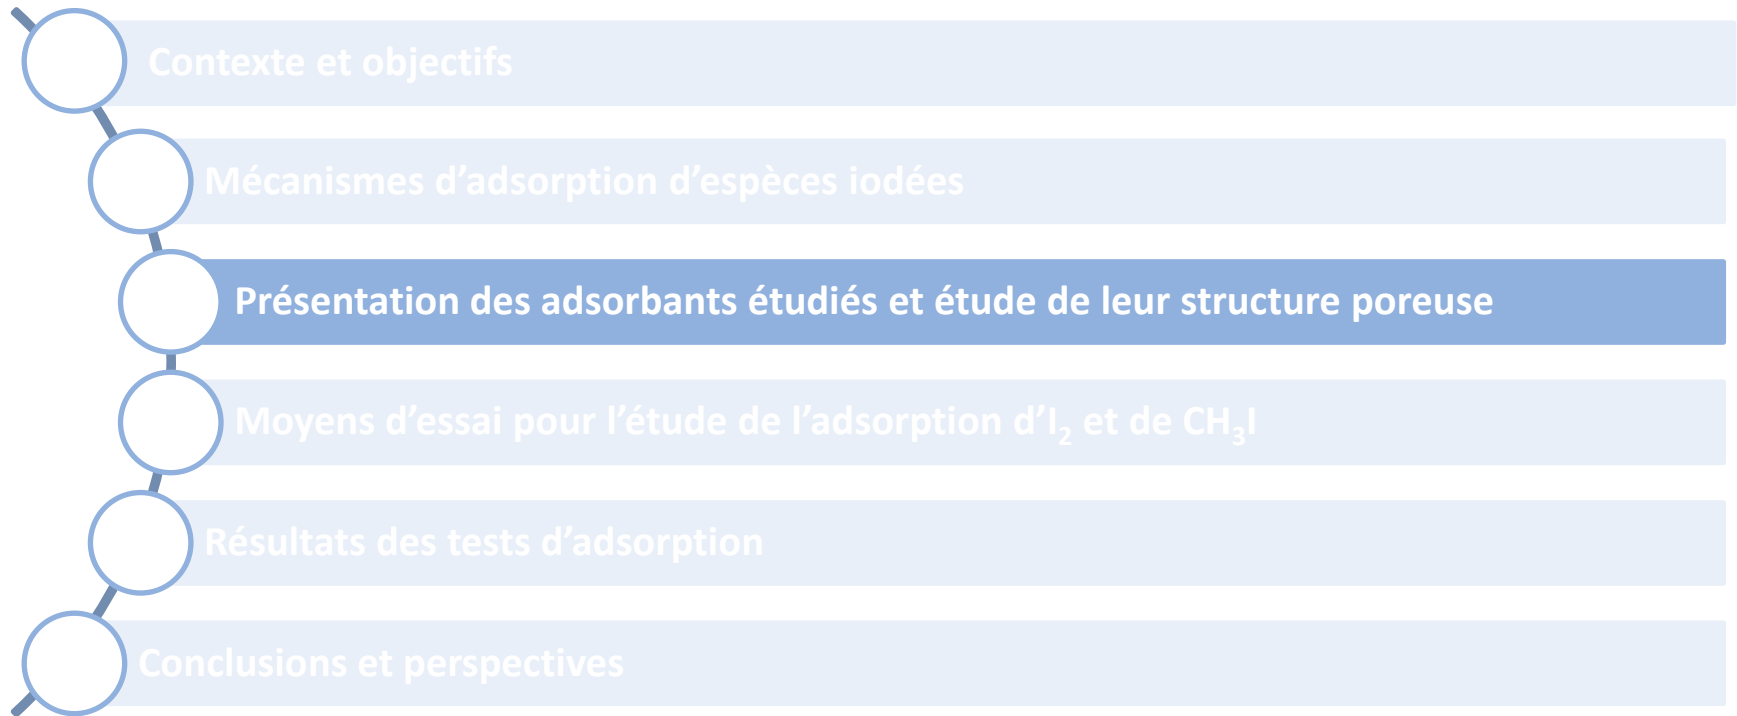 Contexte et objectifs
Mécanismes d’adsorption d’espèces iodées
Présentation des adsorbants étudiés et étude de leur structure poreuse
Moyens d’essai pour l’étude de l’adsorption d’I₂ et de CH₃I
Résultats des tests d’adsorption
Conclusions et perspectives